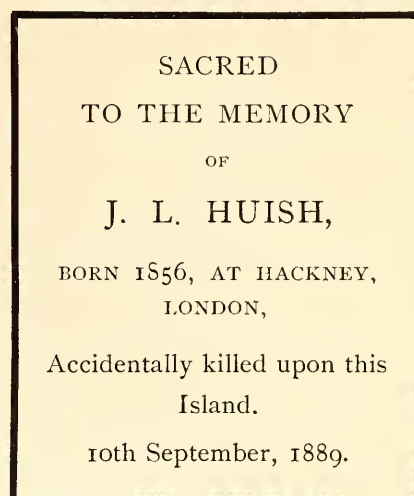 SACRED
TO THE MEMORY
OF
J. L. HUISH,
BORN 1856, AT HACKNEY,
LONDON,
Accidentally killed upon this
Island.
10th September, 1889.